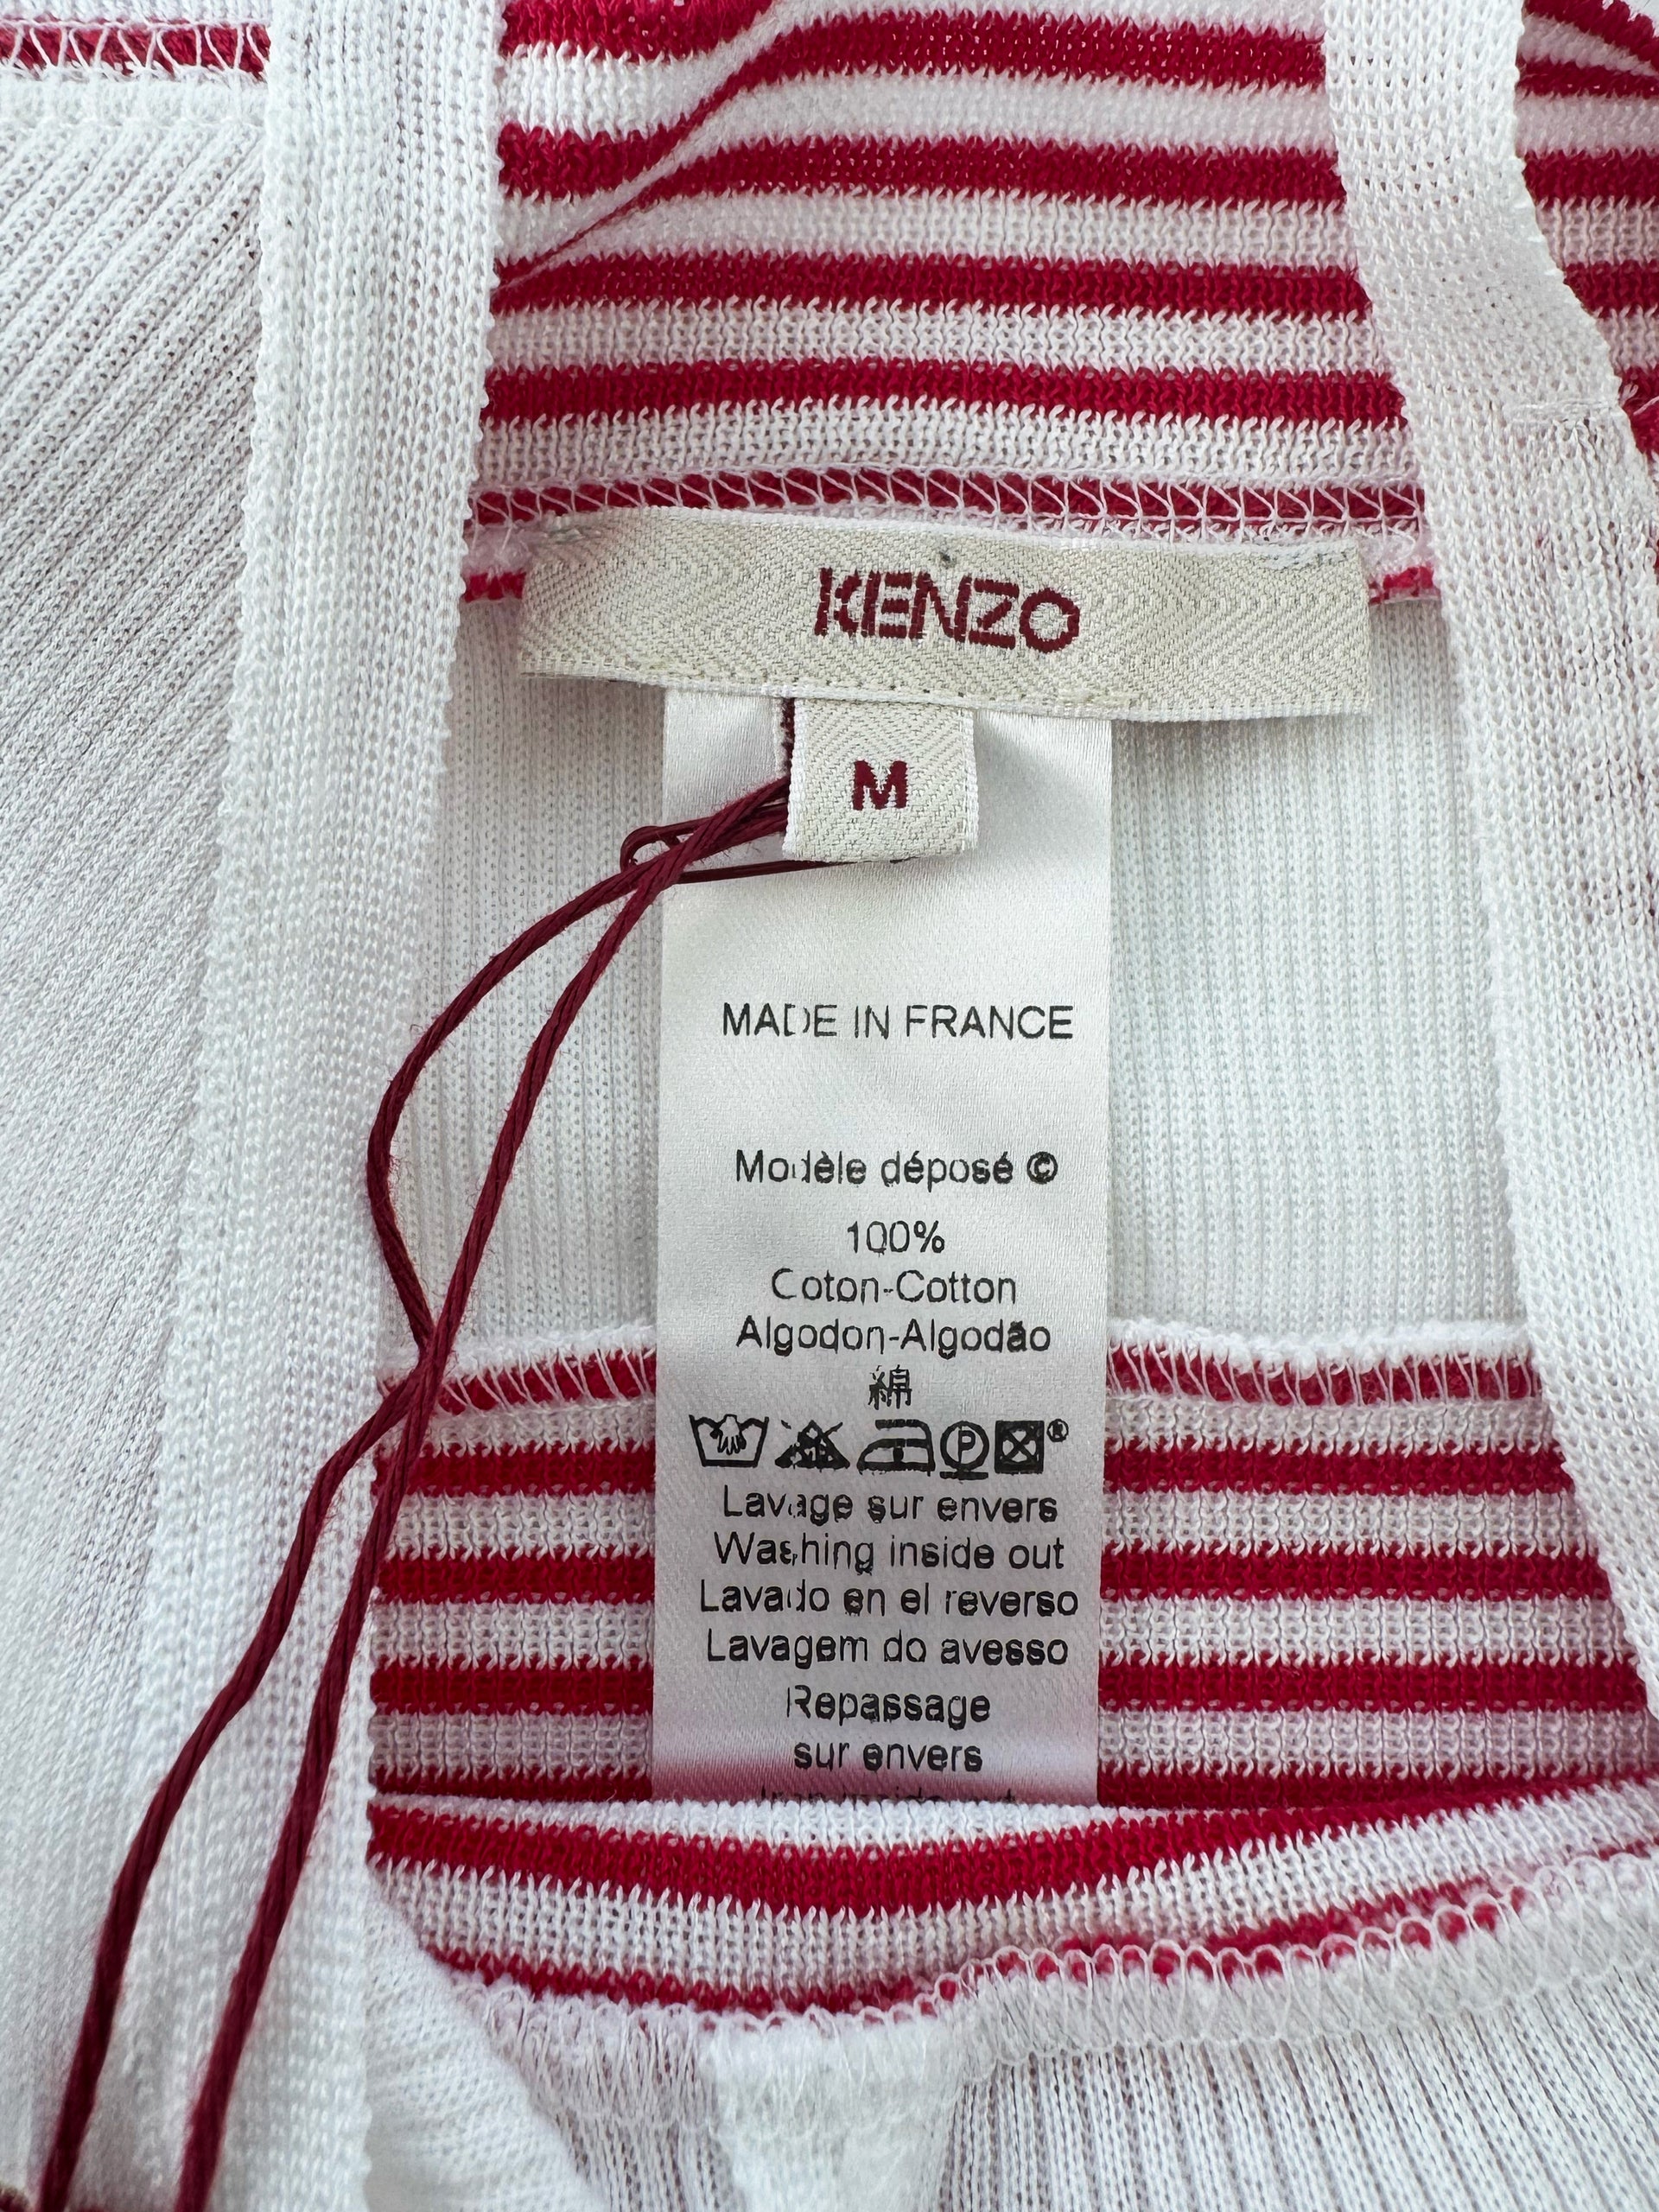 KENZO
M
MADE IN FRANCE
Modèle déposé ©
100%
Coton-Cotton
Algodon-Algodão
綿
P ®
Lavage sur envers
Washing inside out
Lavado en el reverso
Lavagem do avesso
Repassage
sur envers